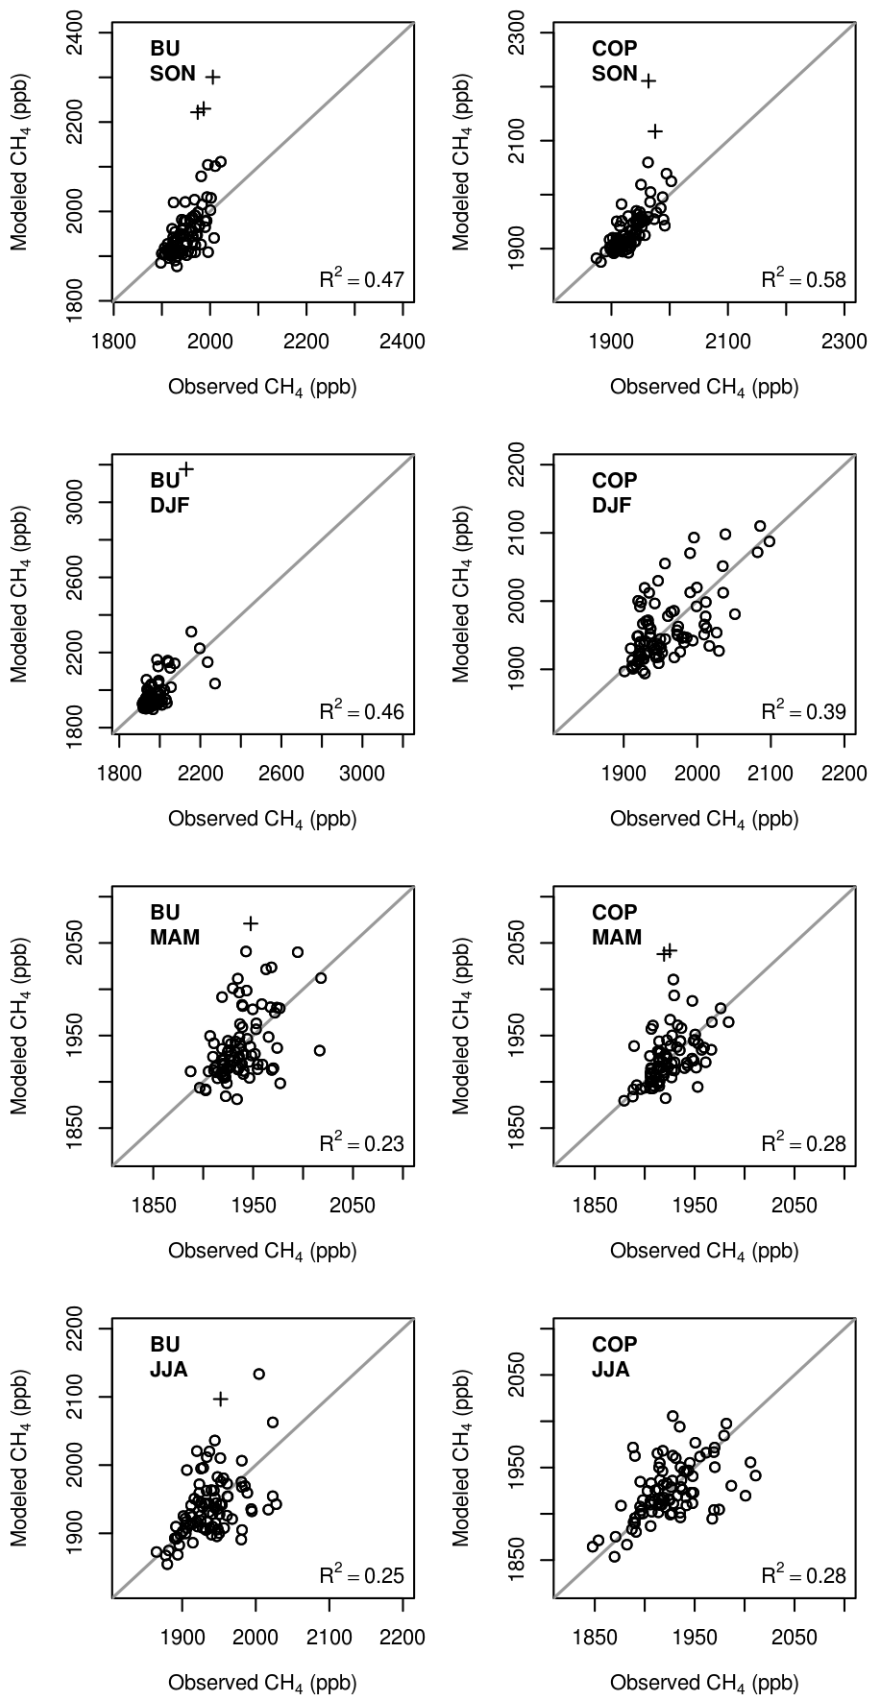 BU
SON
R² = 0.47
Modeled CH₄ (ppb)
2400
2200
2000
1800
1800 2000 2200 2400
Observed CH₄ (ppb)
COP
SON
R² = 0.58
Modeled CH₄ (ppb)
2300
2100
1900
1900 2100 2300
Observed CH₄ (ppb)
BU
DJF
R² = 0.46
Modeled CH₄ (ppb)
3000
2600
2200
1800
1800 2200 2600 3000
Observed CH₄ (ppb)
COP
DJF
R² = 0.39
Modeled CH₄ (ppb)
2200
2100
2000
1900
1900 2000 2100 2200
Observed CH₄ (ppb)
BU
MAM
R² = 0.23
Modeled CH₄ (ppb)
2050
1950
1850
1850 1950 2050
Observed CH₄ (ppb)
COP
MAM
R² = 0.28
Modeled CH₄ (ppb)
2050
1950
1850
1850 1950 2050
Observed CH₄ (ppb)
BU
JJA
R² = 0.25
Modeled CH₄ (ppb)
2200
2100
2000
1900
1900 2000 2100 2200
Observed CH₄ (ppb)
COP
JJA
R² = 0.28
Modeled CH₄ (ppb)
2050
1950
1850
1850 1950 2050
Observed CH₄ (ppb)